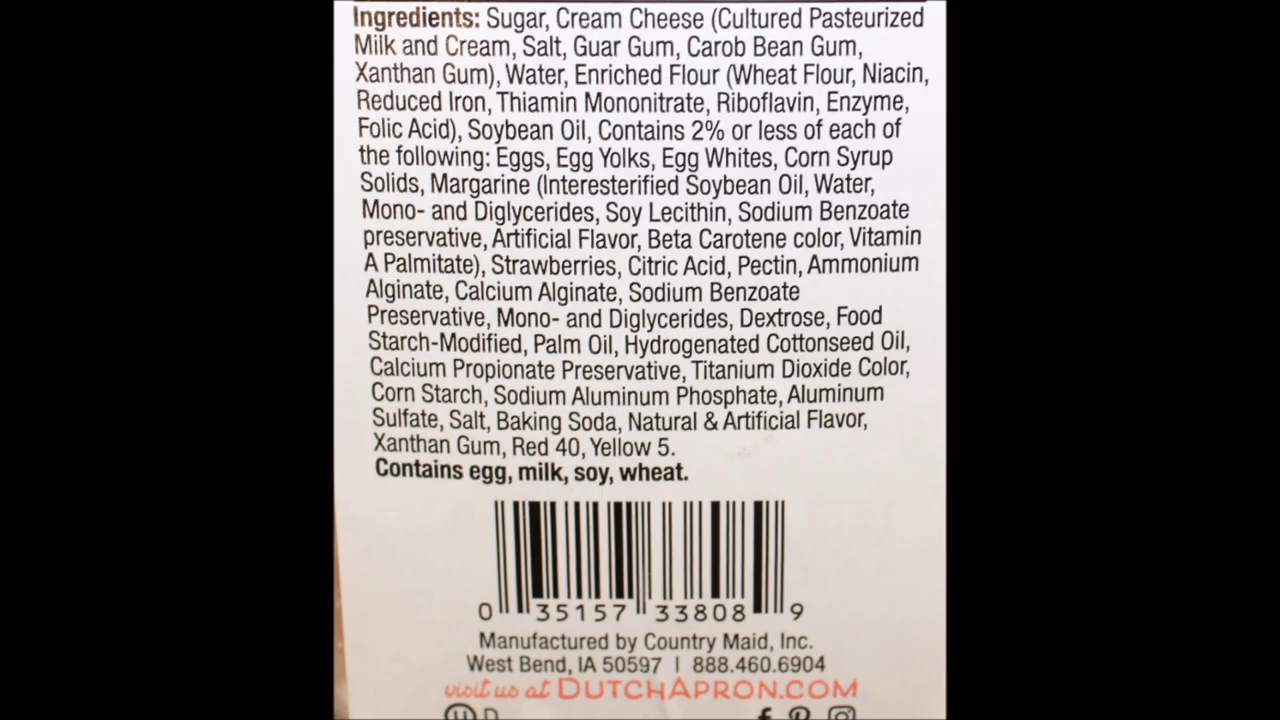 Ingredients: Sugar, Cream Cheese (Cultured Pasteurized
Milk and Cream, Salt, Guar Gum, Carob Bean Gum,
Xanthan Gum), Water, Enriched Flour (Wheat Flour, Niacin,
Reduced Iron, Thiamin Mononitrate, Riboflavin, Enzyme,
Folic Acid), Soybean Oil, Contains 2% or less of each of
the following: Eggs, Egg Yolks, Egg Whites, Corn Syrup
Solids, Margarine (Interesterified Soybean Oil, Water,
Mono- and Diglycerides, Soy Lecithin, Sodium Benzoate
preservative, Artificial Flavor, Beta Carotene color, Vitamin
A Palmitate), Strawberries, Citric Acid, Pectin, Ammonium
Alginate, Calcium Alginate, Sodium Benzoate
Preservative, Mono- and Diglycerides, Dextrose, Food
Starch-Modified, Palm Oil, Hydrogenated Cottonseed Oil,
Calcium Propionate Preservative, Titanium Dioxide Color,
Corn Starch, Sodium Aluminum Phosphate, Aluminum
Sulfate, Salt, Baking Soda, Natural & Artificial Flavor,
Xanthan Gum, Red 40, Yellow 5.
Contains egg, milk, soy, wheat.
0 35157 33808 9
Manufactured by Country Maid, Inc.
West Bend, IA 50597 | 888.460.6904
visit us at DUTCHAPRON.COM
U D